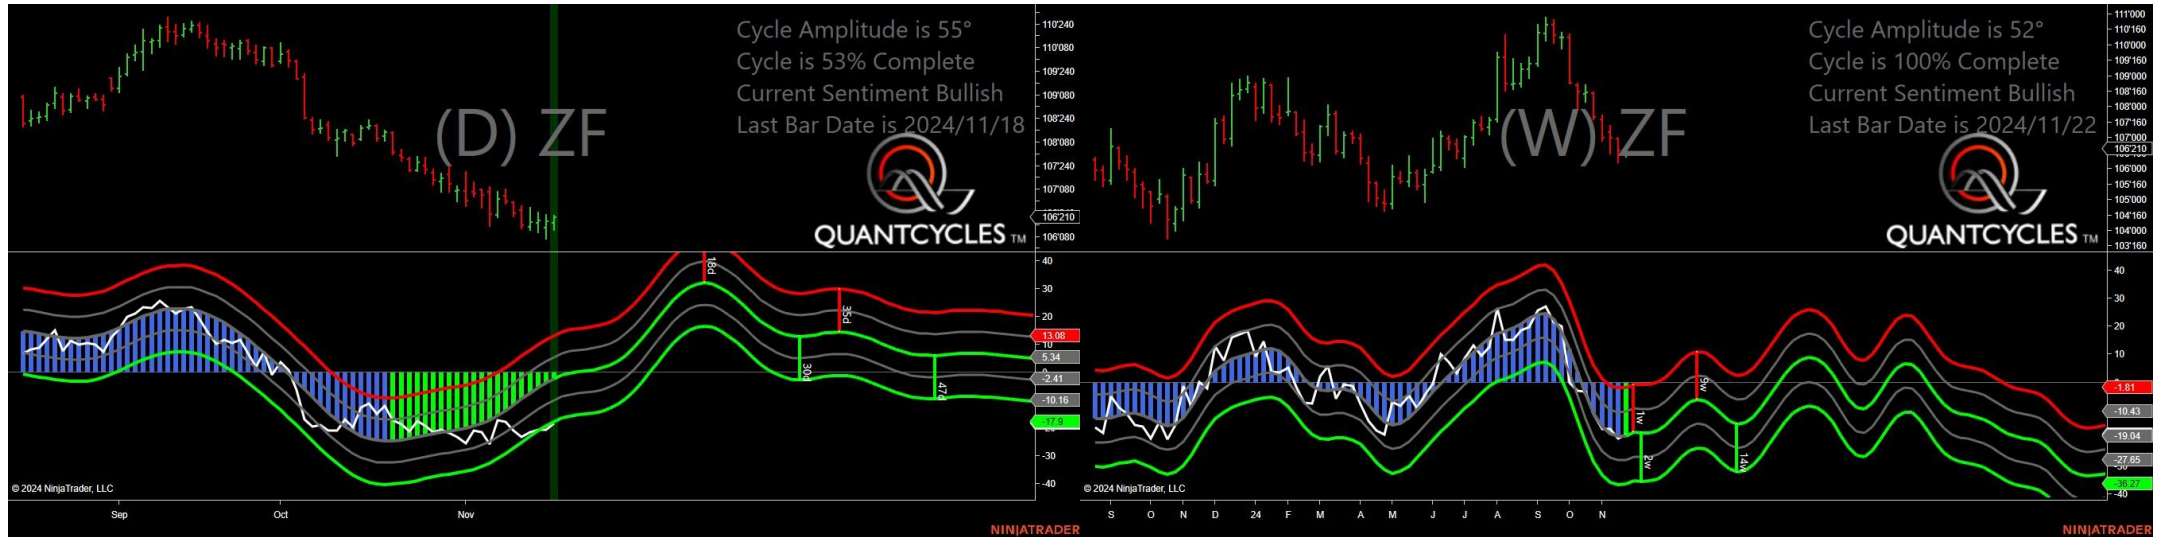 Cycle Amplitude is 55°
Cycle is 53% Complete
Current Sentiment Bullish
Last Bar Date is 2024/11/18
(D) ZF
QUANTCYCLES TM
110'240
110'080
109'240
109'080
108'240
108'080
107'240
107'080
106'210
106'080
18d
35d
30d
47d
40
30
20
13.08
10
5.34
-2.41
-10.16
-17.9
-30
-40
© 2024 NinjaTrader, LLC
Sep
Oct
Nov
NINJATRADER
Cycle Amplitude is 52°
Cycle is 100% Complete
Current Sentiment Bullish
Last Bar Date is 2024/11/22
(W) ZF
QUANTCYCLES TM
111'000
110'160
110'000
109'160
109'000
108'160
108'000
107'160
107'000
106'210
106'000
105'160
105'000
104'160
104'000
103'160
1w
2w
9w
14w
40
30
20
10
-1.81
-10.43
-19.04
-27.65
-36.27
-40
© 2024 NinjaTrader, LLC
S
O
N
D
24
F
M
A
M
J
J
A
S
O
N
NINJATRADER